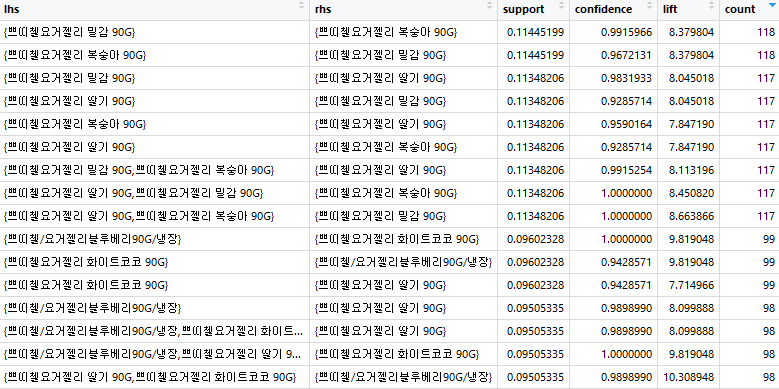 lhs rhs support confidence lift count
{쁘띠첼요거젤리 밀감 90G} {쁘띠첼요거젤리 복숭아 90G} 0.11445199 0.9915966 8.379804 118
{쁘띠첼요거젤리 복숭아 90G} {쁘띠첼요거젤리 밀감 90G} 0.11445199 0.9672131 8.379804 118
{쁘띠첼요거젤리 밀감 90G} {쁘띠첼요거젤리 딸기 90G} 0.11348206 0.9831933 8.045018 117
{쁘띠첼요거젤리 딸기 90G} {쁘띠첼요거젤리 밀감 90G} 0.11348206 0.9285714 8.045018 117
{쁘띠첼요거젤리 복숭아 90G} {쁘띠첼요거젤리 딸기 90G} 0.11348206 0.9590164 7.847190 117
{쁘띠첼요거젤리 딸기 90G} {쁘띠첼요거젤리 복숭아 90G} 0.11348206 0.9285714 7.847190 117
{쁘띠첼요거젤리 밀감 90G,쁘띠첼요거젤리 복숭아 90G} {쁘띠첼요거젤리 딸기 90G} 0.11348206 0.9915254 8.113196 117
{쁘띠첼요거젤리 딸기 90G,쁘띠첼요거젤리 밀감 90G} {쁘띠첼요거젤리 복숭아 90G} 0.11348206 1.0000000 8.450820 117
{쁘띠첼요거젤리 딸기 90G,쁘띠첼요거젤리 복숭아 90G} {쁘띠첼요거젤리 밀감 90G} 0.11348206 1.0000000 8.663866 117
{쁘띠첼/요거젤리블루베리90G/냉장} {쁘띠첼요거젤리 화이트코코 90G} 0.09602328 1.0000000 9.819048 99
{쁘띠첼요거젤리 화이트코코 90G} {쁘띠첼/요거젤리블루베리90G/냉장} 0.09602328 0.9428571 9.819048 99
{쁘띠첼요거젤리 화이트코코 90G} {쁘띠첼요거젤리 딸기 90G} 0.09602328 0.9428571 7.714966 99
{쁘띠첼/요거젤리블루베리90G/냉장} {쁘띠첼요거젤리 딸기 90G} 0.09505335 0.9898990 8.099888 98
{쁘띠첼/요거젤리블루베리90G/냉장,쁘띠첼요거젤리 화이트... {쁘띠첼요거젤리 딸기 90G} 0.09505335 0.9898990 8.099888 98
{쁘띠첼/요거젤리블루베리90G/냉장,쁘띠첼요거젤리 딸기 9... {쁘띠첼요거젤리 화이트코코 90G} 0.09505335 1.0000000 9.819048 98
{쁘띠첼요거젤리 딸기 90G,쁘띠첼요거젤리 화이트코코 90G} {쁘띠첼/요거젤리블루베리90G/냉장} 0.09505335 0.9898990 10.308948 98